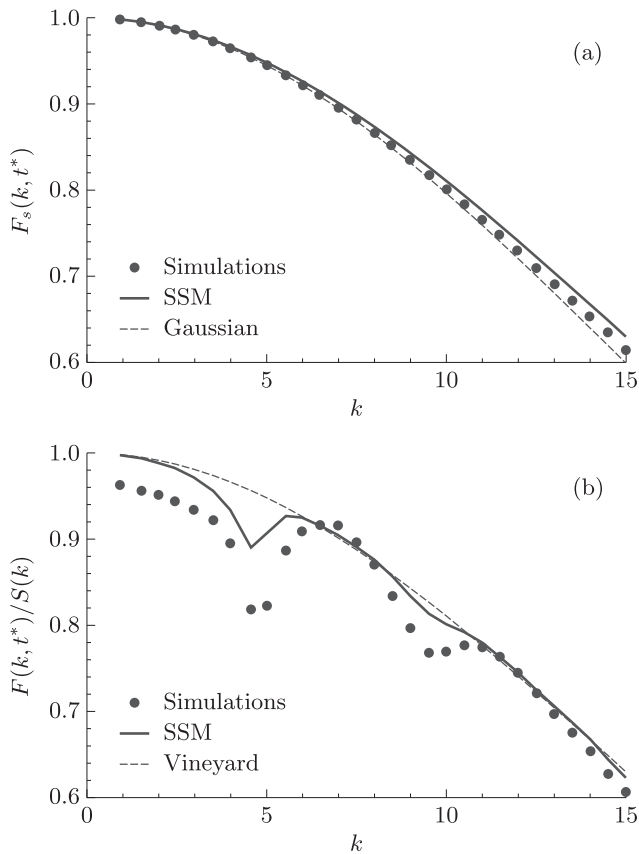 1.0
(a)
0.9
F_s(k, t*)
0.8
0.7
Simulations
SSM
Gaussian
0.6
0 5 10 15
k
1.0
(b)
0.9
F(k, t*)/S(k)
0.8
0.7
Simulations
SSM
Vineyard
0.6
0 5 10 15
k